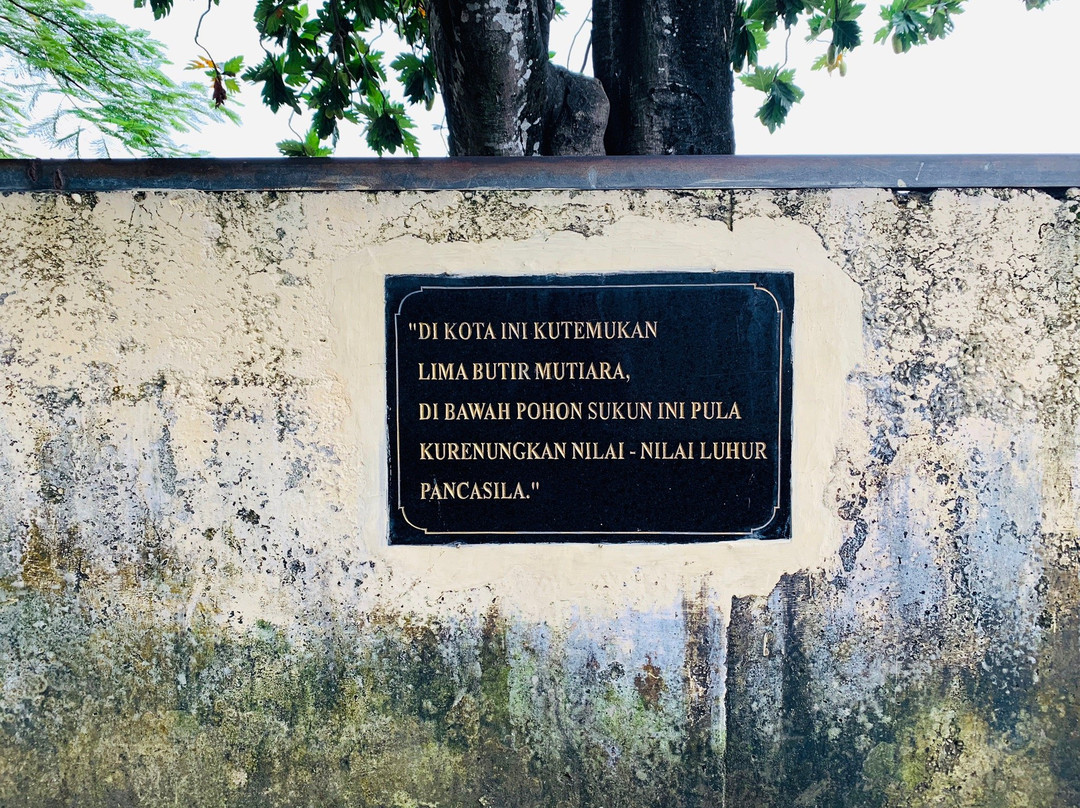 "DI KOTA INI KUTEMUKAN
LIMA BUTIR MUTIARA,
DI BAWAH POHON SUKUN INI PULA
KURENUNGKAN NILAI - NILAI LUHUR
PANCASILA."